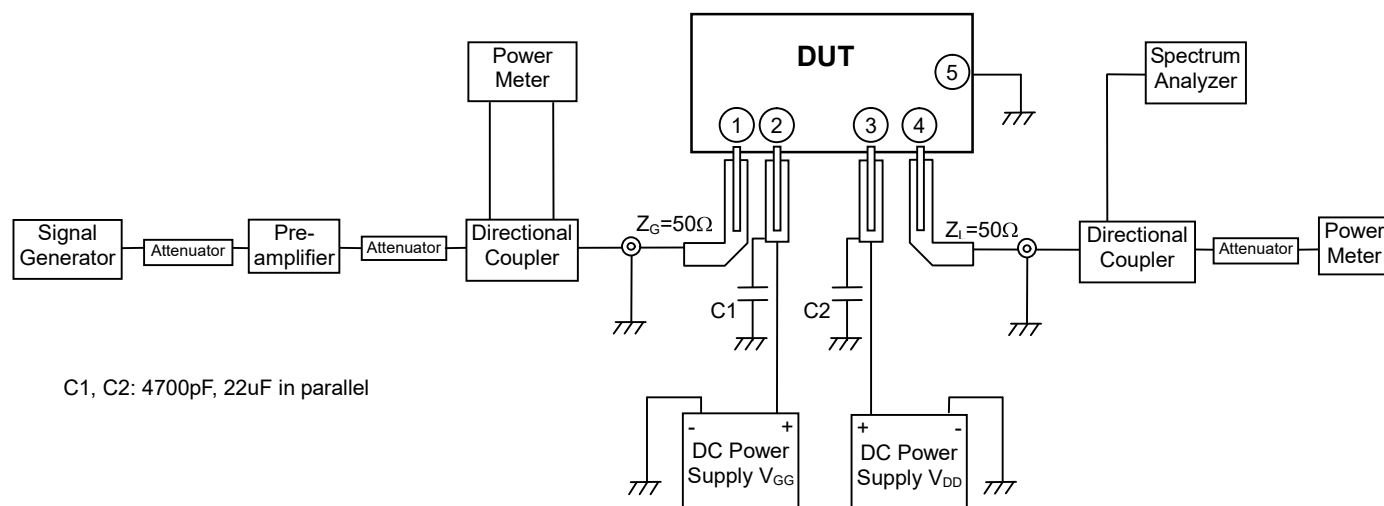 Power
Meter
DUT
5
Spectrum
Analyzer
1
2
3
4
Signal
Generator
Attenuator
Pre-
amplifier
Attenuator
Directional
Coupler
ZG=50Ω
ZL=50Ω
Directional
Coupler
Attenuator
Power
Meter
C1
C2
C1, C2: 4700pF, 22uF in parallel
- +
DC Power
Supply VGG
+ -
DC Power
Supply VDD